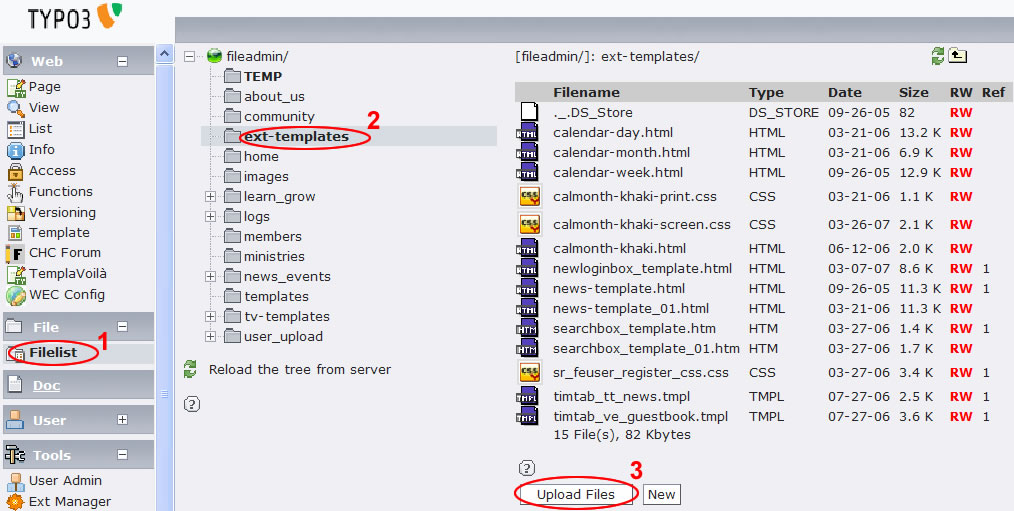 TYPO3
Web
Page
View
List
Info
Access
Functions
Versioning
Template
CHC Forum
TemplaVoilà
WEC Config
File
Filelist
1
Doc
User
Tools
User Admin
Ext Manager
fileadmin/
TEMP
about_us
community
2
ext-templates
home
images
learn_grow
logs
members
ministries
news_events
templates
tv-templates
user_upload
Reload the tree from server
?
[fileadmin/]: ext-templates/
Filename Type Date Size RW Ref
._.DS_Store DS_STORE 09-26-05 82 RW
calendar-day.html HTML 03-21-06 13.2 K RW
calendar-month.html HTML 03-21-06 6.9 K RW
calendar-week.html HTML 09-26-05 12.9 K RW
calmonth-khaki-print.css CSS 03-21-06 1.1 K RW
calmonth-khaki-screen.css CSS 03-26-07 2.1 K RW
calmonth-khaki.html HTML 06-12-06 2.0 K RW
newloginbox_template.html HTML 03-07-07 8.6 K RW 1
news-template.html HTML 09-26-05 11.3 K RW 1
news-template_01.html HTML 03-21-06 11.3 K RW
searchbox_template.htm HTM 03-27-06 1.4 K RW 1
searchbox_template_01.htm HTM 03-27-06 1.7 K RW
sr_feuser_register_css.css CSS 03-27-06 3.4 K RW 1
timtab_tt_news.tmpl TMPL 07-27-06 2.5 K RW 1
timtab_ve_guestbook.tmpl TMPL 07-27-06 3.6 K RW 1
15 File(s), 82 Kbytes
?
3
Upload Files New